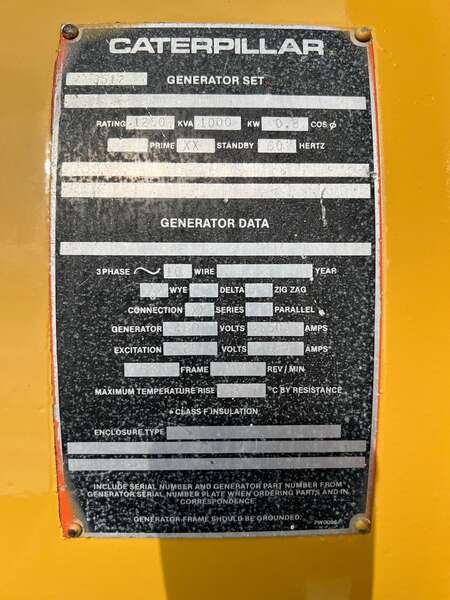 CATERPILLAR
3512 GENERATOR SET
RATING 1250 KVA 1000 KW 0.8 COS ϕ
PRIME XX STANDBY 60 HERTZ
GENERATOR DATA
3 PHASE ~ 10 WIRE YEAR
WYE DELTA ZIG ZAG
CONNECTION SERIES PARALLEL
GENERATOR VOLTS AMPS
EXCITATION VOLTS AMPS
FRAME REV/MIN
MAXIMUM TEMPERATURE RISE °C BY RESISTANCE
CLASS F INSULATION
ENCLOSURE TYPE
INCLUDE SERIAL NUMBER AND GENERATOR PART NUMBER FROM
GENERATOR SERIAL NUMBER PLATE WHEN ORDERING PARTS AND IN
CORRESPONDENCE.
GENERATOR FRAME SHOULD BE GROUNDED.